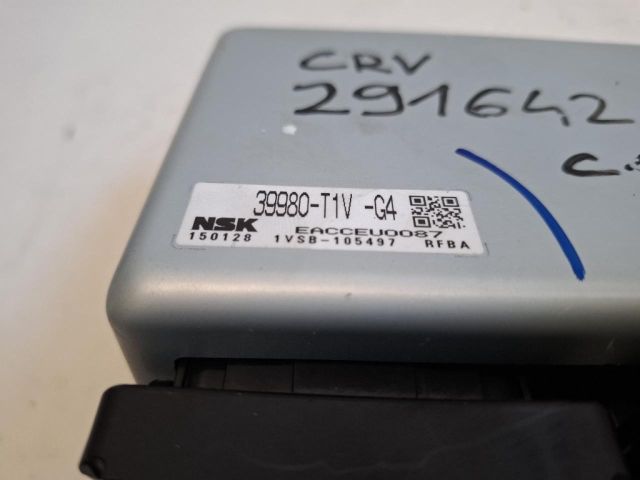 CRV
291642
39980-T1V -G4
NSK EACCEU0087
150128 1VSB-105497 RFBA